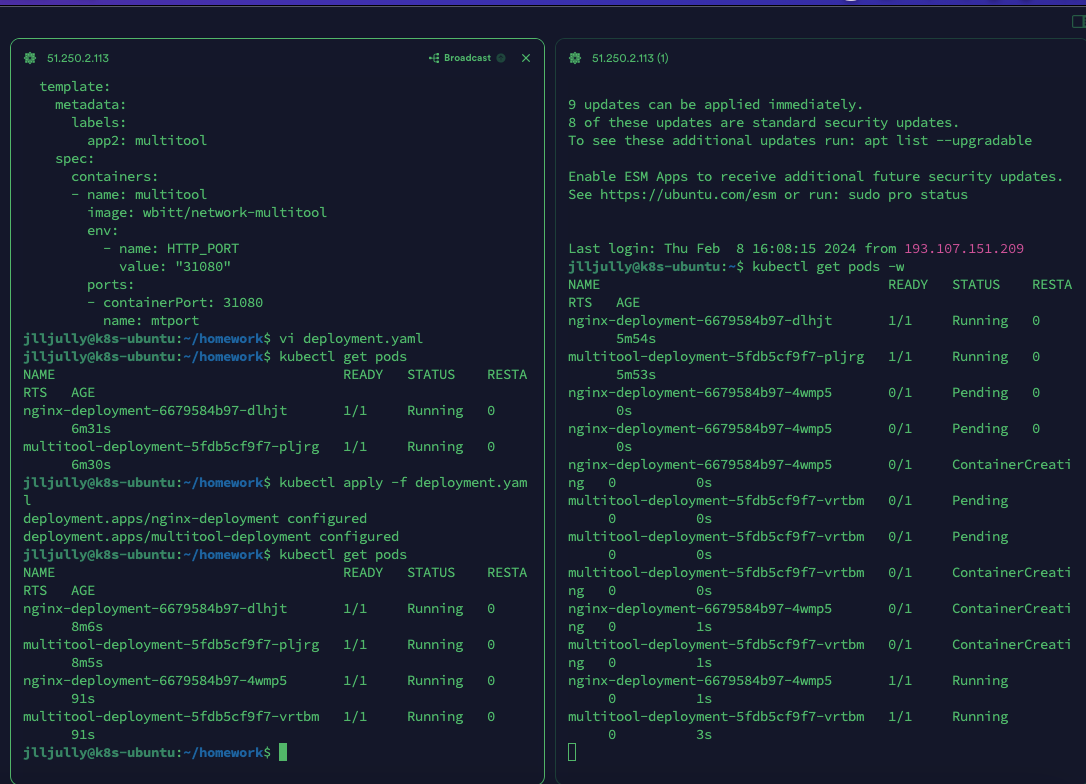 51.250.2.113
Broadcast
template:
metadata:
labels:
app2: multitool
spec:
containers:
- name: multitool
image: wbitt/network-multitool
env:
- name: HTTP_PORT
value: "31080"
ports:
- containerPort: 31080
name: mtport
jlljully@k8s-ubuntu:~/homework$ vi deployment.yaml
jlljully@k8s-ubuntu:~/homework$ kubectl get pods
NAME READY STATUS RESTA
RTS AGE
nginx-deployment-6679584b97-dlhjt 1/1 Running 0
6m31s
multitool-deployment-5fdb5cf9f7-pljrg 1/1 Running 0
6m30s
jlljully@k8s-ubuntu:~/homework$ kubectl apply -f deployment.yam
l
deployment.apps/nginx-deployment configured
deployment.apps/multitool-deployment configured
jlljully@k8s-ubuntu:~/homework$ kubectl get pods
NAME READY STATUS RESTA
RTS AGE
nginx-deployment-6679584b97-dlhjt 1/1 Running 0
8m6s
multitool-deployment-5fdb5cf9f7-pljrg 1/1 Running 0
8m5s
nginx-deployment-6679584b97-4wmp5 1/1 Running 0
91s
multitool-deployment-5fdb5cf9f7-vrtbm 1/1 Running 0
91s
jlljully@k8s-ubuntu:~/homework$
51.250.2.113 (1)
9 updates can be applied immediately.
8 of these updates are standard security updates.
To see these additional updates run: apt list --upgradable
Enable ESM Apps to receive additional future security updates.
See https://ubuntu.com/esm or run: sudo pro status
Last login: Thu Feb  8 16:08:15 2024 from 193.107.151.209
jlljully@k8s-ubuntu:~$ kubectl get pods -w
NAME READY STATUS RESTA
RTS AGE
nginx-deployment-6679584b97-dlhjt 1/1 Running 0
5m54s
multitool-deployment-5fdb5cf9f7-pljrg 1/1 Running 0
5m53s
nginx-deployment-6679584b97-4wmp5 0/1 Pending 0
0s
nginx-deployment-6679584b97-4wmp5 0/1 Pending 0
0s
nginx-deployment-6679584b97-4wmp5 0/1 ContainerCreati
ng 0 0s
multitool-deployment-5fdb5cf9f7-vrtbm 0/1 Pending
0 0s
multitool-deployment-5fdb5cf9f7-vrtbm 0/1 Pending
0 0s
multitool-deployment-5fdb5cf9f7-vrtbm 0/1 ContainerCreati
ng 0 0s
nginx-deployment-6679584b97-4wmp5 0/1 ContainerCreati
ng 0 1s
multitool-deployment-5fdb5cf9f7-vrtbm 0/1 ContainerCreati
ng 0 1s
nginx-deployment-6679584b97-4wmp5 1/1 Running
0 1s
multitool-deployment-5fdb5cf9f7-vrtbm 1/1 Running
0 3s